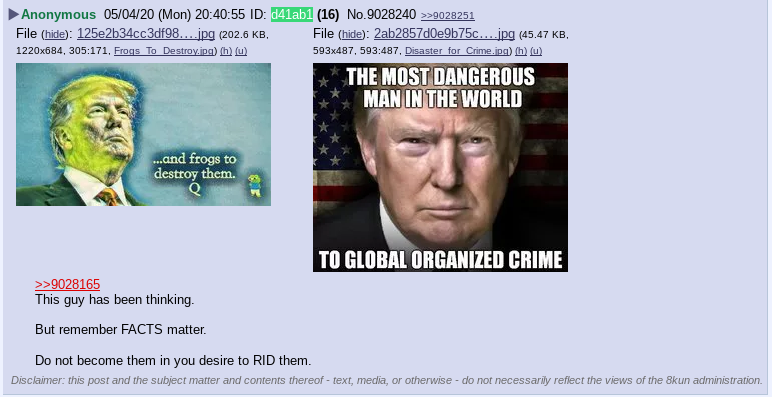 ▶Anonymous 05/04/20 (Mon) 20:40:55 ID: d41ab1 (16) No.9028240 >>9028251
File (hide): 125e2b34cc3df98….jpg (202.6 KB,
1220x684, 305:171, Frogs_To_Destroy.jpg) (h) (u)
...and frogs to
destroy them.
Q
File (hide): 2ab2857d0e9b75c….jpg (45.47 KB,
593x487, 593:487, Disaster_for_Crime.jpg) (h) (u)
THE MOST DANGEROUS
MAN IN THE WORLD
TO GLOBAL ORGANIZED CRIME
>>9028165
This guy has been thinking.
But remember FACTS matter.
Do not become them in you desire to RID them.
Disclaimer: this post and the subject matter and contents thereof - text, media, or otherwise - do not necessarily reflect the views of the 8kun administration.